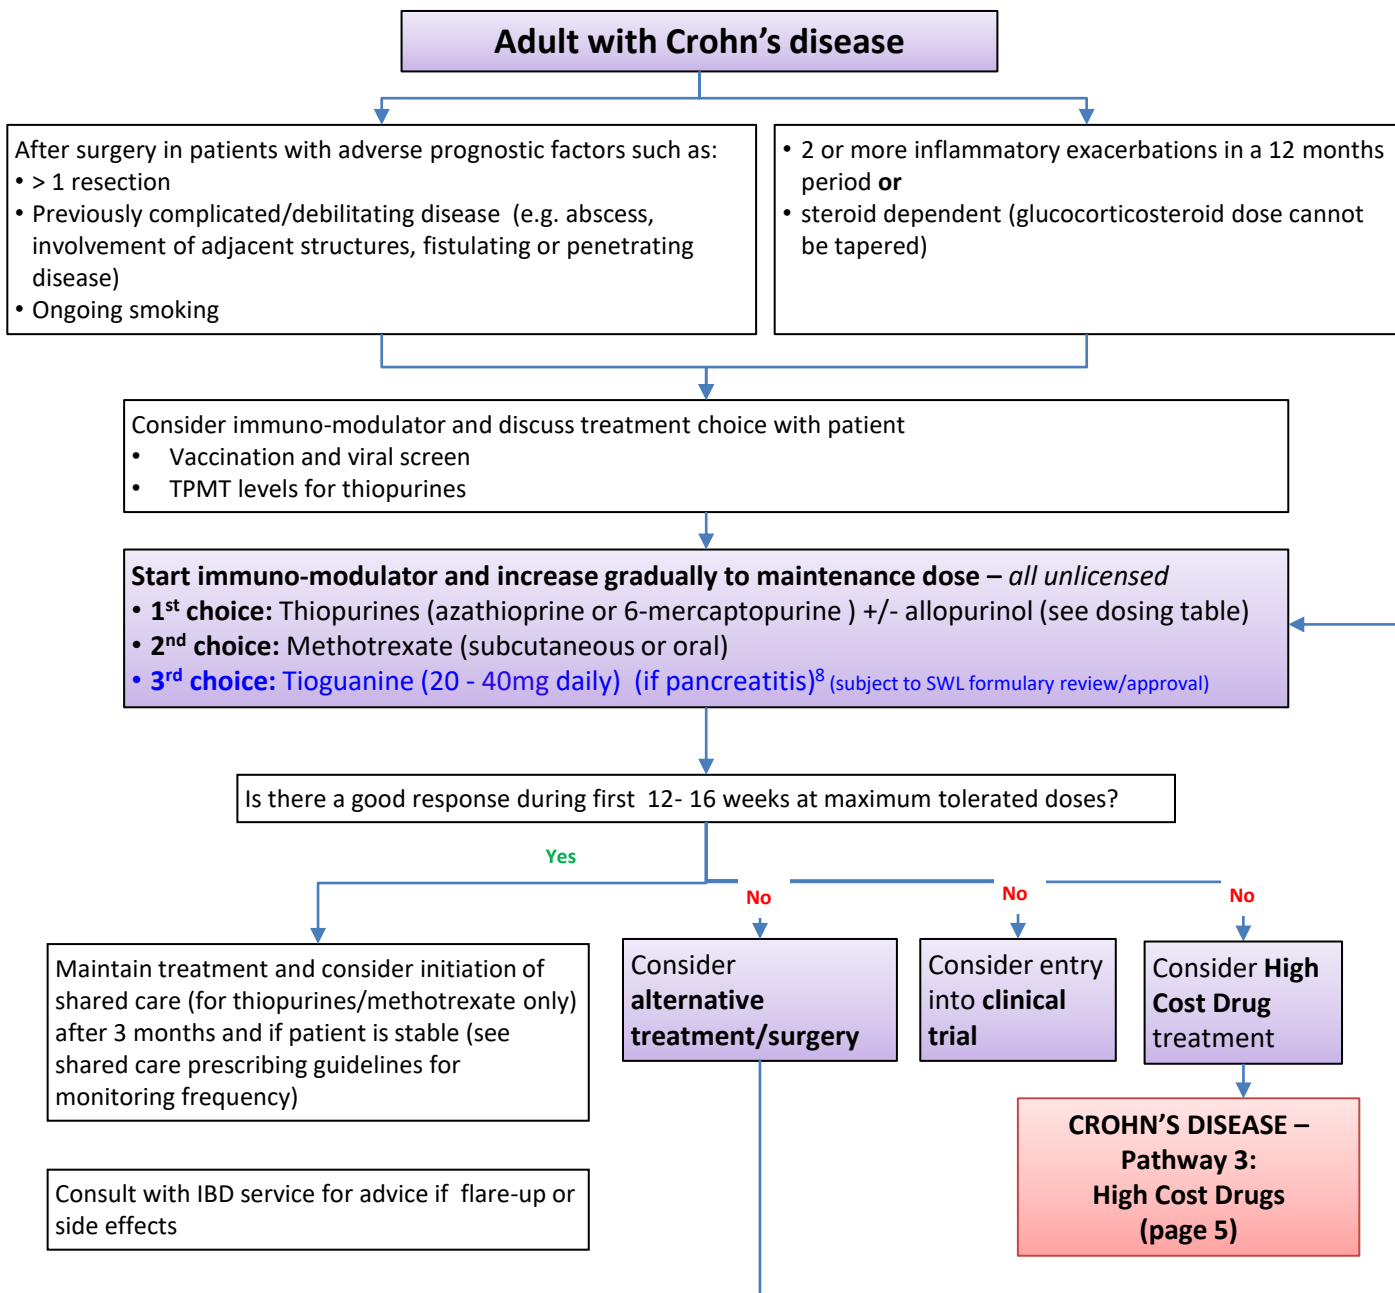 Adult with Crohn’s disease
After surgery in patients with adverse prognostic factors such as:
• > 1 resection
• Previously complicated/debilitating disease (e.g. abscess,
involvement of adjacent structures, fistulating or penetrating
disease)
• Ongoing smoking
• 2 or more inflammatory exacerbations in a 12 months
period or
• steroid dependent (glucocorticosteroid dose cannot
be tapered)
Consider immuno-modulator and discuss treatment choice with patient
• Vaccination and viral screen
• TPMT levels for thiopurines
Start immuno-modulator and increase gradually to maintenance dose – all unlicensed
• 1st choice: Thiopurines (azathioprine or 6-mercaptopurine ) +/- allopurinol (see dosing table)
• 2nd choice: Methotrexate (subcutaneous or oral)
• 3rd choice: Tioguanine (20 - 40mg daily) (if pancreatitis)8 (subject to SWL formulary review/approval)
Is there a good response during first 12- 16 weeks at maximum tolerated doses?
Yes
No
No
No
Maintain treatment and consider initiation of
shared care (for thiopurines/methotrexate only)
after 3 months and if patient is stable (see
shared care prescribing guidelines for
monitoring frequency)
Consider
alternative
treatment/surgery
Consider entry
into clinical
trial
Consider High
Cost Drug
treatment
Consult with IBD service for advice if flare-up or
side effects
CROHN’S DISEASE –
Pathway 3:
High Cost Drugs
(page 5)